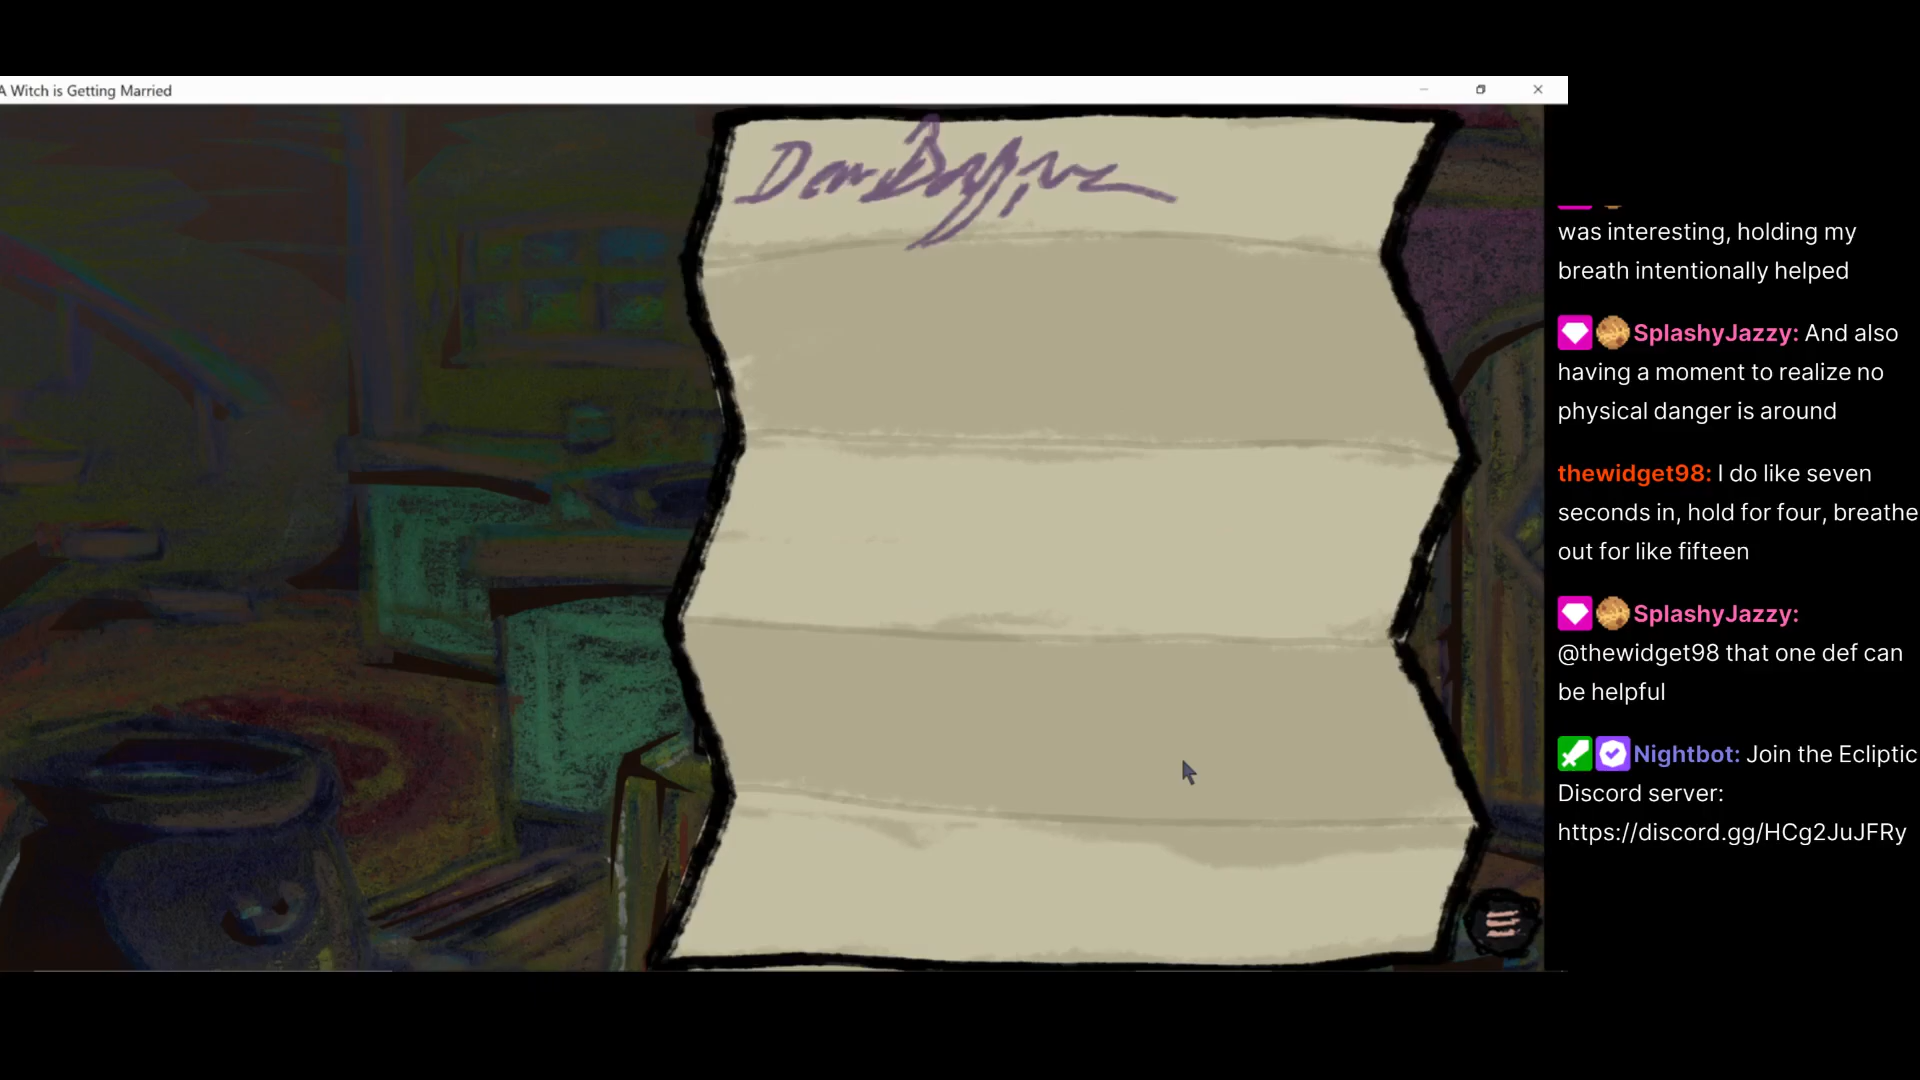 A Witch is Getting Married
was interesting, holding my
breath intentionally helped
SplashyJazzy: And also
having a moment to realize no
physical danger is around
thewidget98: I do like seven
seconds in, hold for four, breathe
out for like fifteen
SplashyJazzy:
@thewidget98 that one def can
be helpful
Nightbot: Join the Ecliptic
Discord server:
https://discord.gg/HCg2JuJFRy